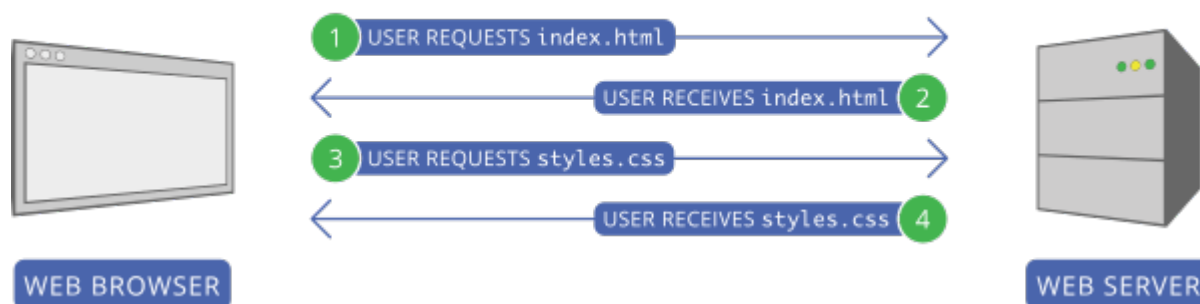 1 USER REQUESTS index.html
USER RECEIVES index.html 2
3 USER REQUESTS styles.css
USER RECEIVES styles.css 4
WEB BROWSER
WEB SERVER